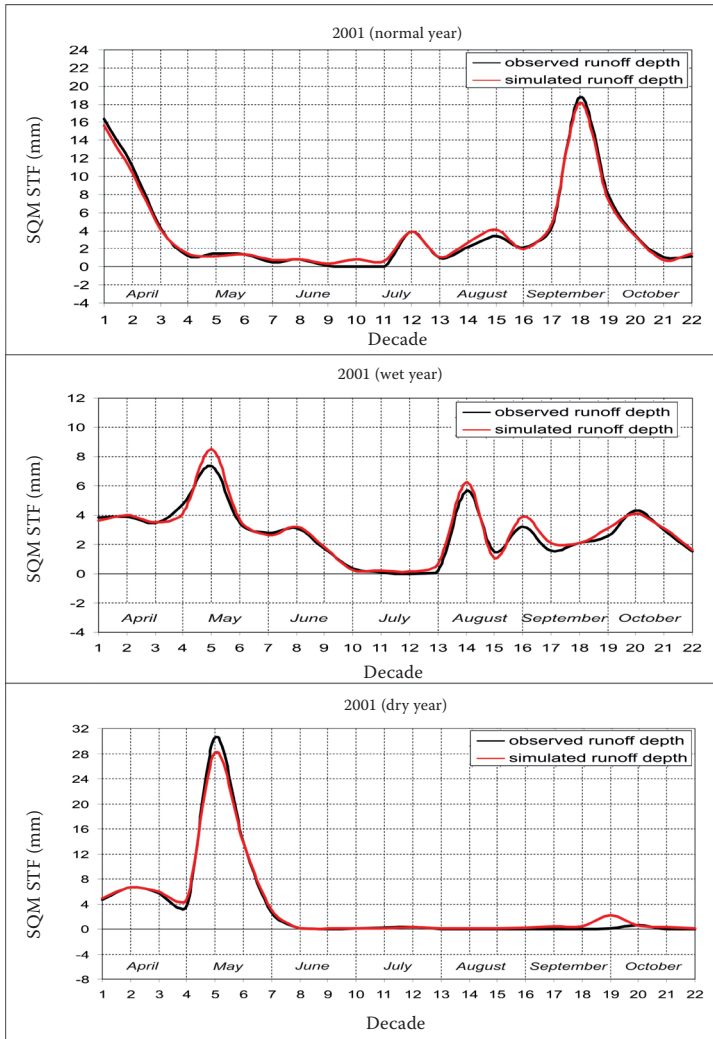 2001 (normal year)
24
22
20
18
16
14
12
10
8
6
4
2
0
-2
-4
SQM STF (mm)
observed runoff depth
simulated runoff depth
April May June July August September October
1 2 3 4 5 6 7 8 9 10 11 12 13 14 15 16 17 18 19 20 21 22
Decade
2001 (wet year)
12
10
8
6
4
2
0
-2
-4
SQM STF (mm)
observed runoff depth
simulated runoff depth
April May June July August September October
1 2 3 4 5 6 7 8 9 10 11 12 13 14 15 16 17 18 19 20 21 22
Decade
2001 (dry year)
32
28
24
20
16
12
8
4
0
-4
-8
SQM STF (mm)
observed runoff depth
simulated runoff depth
April May June July August September October
1 2 3 4 5 6 7 8 9 10 11 12 13 14 15 16 17 18 19 20 21 22
Decade